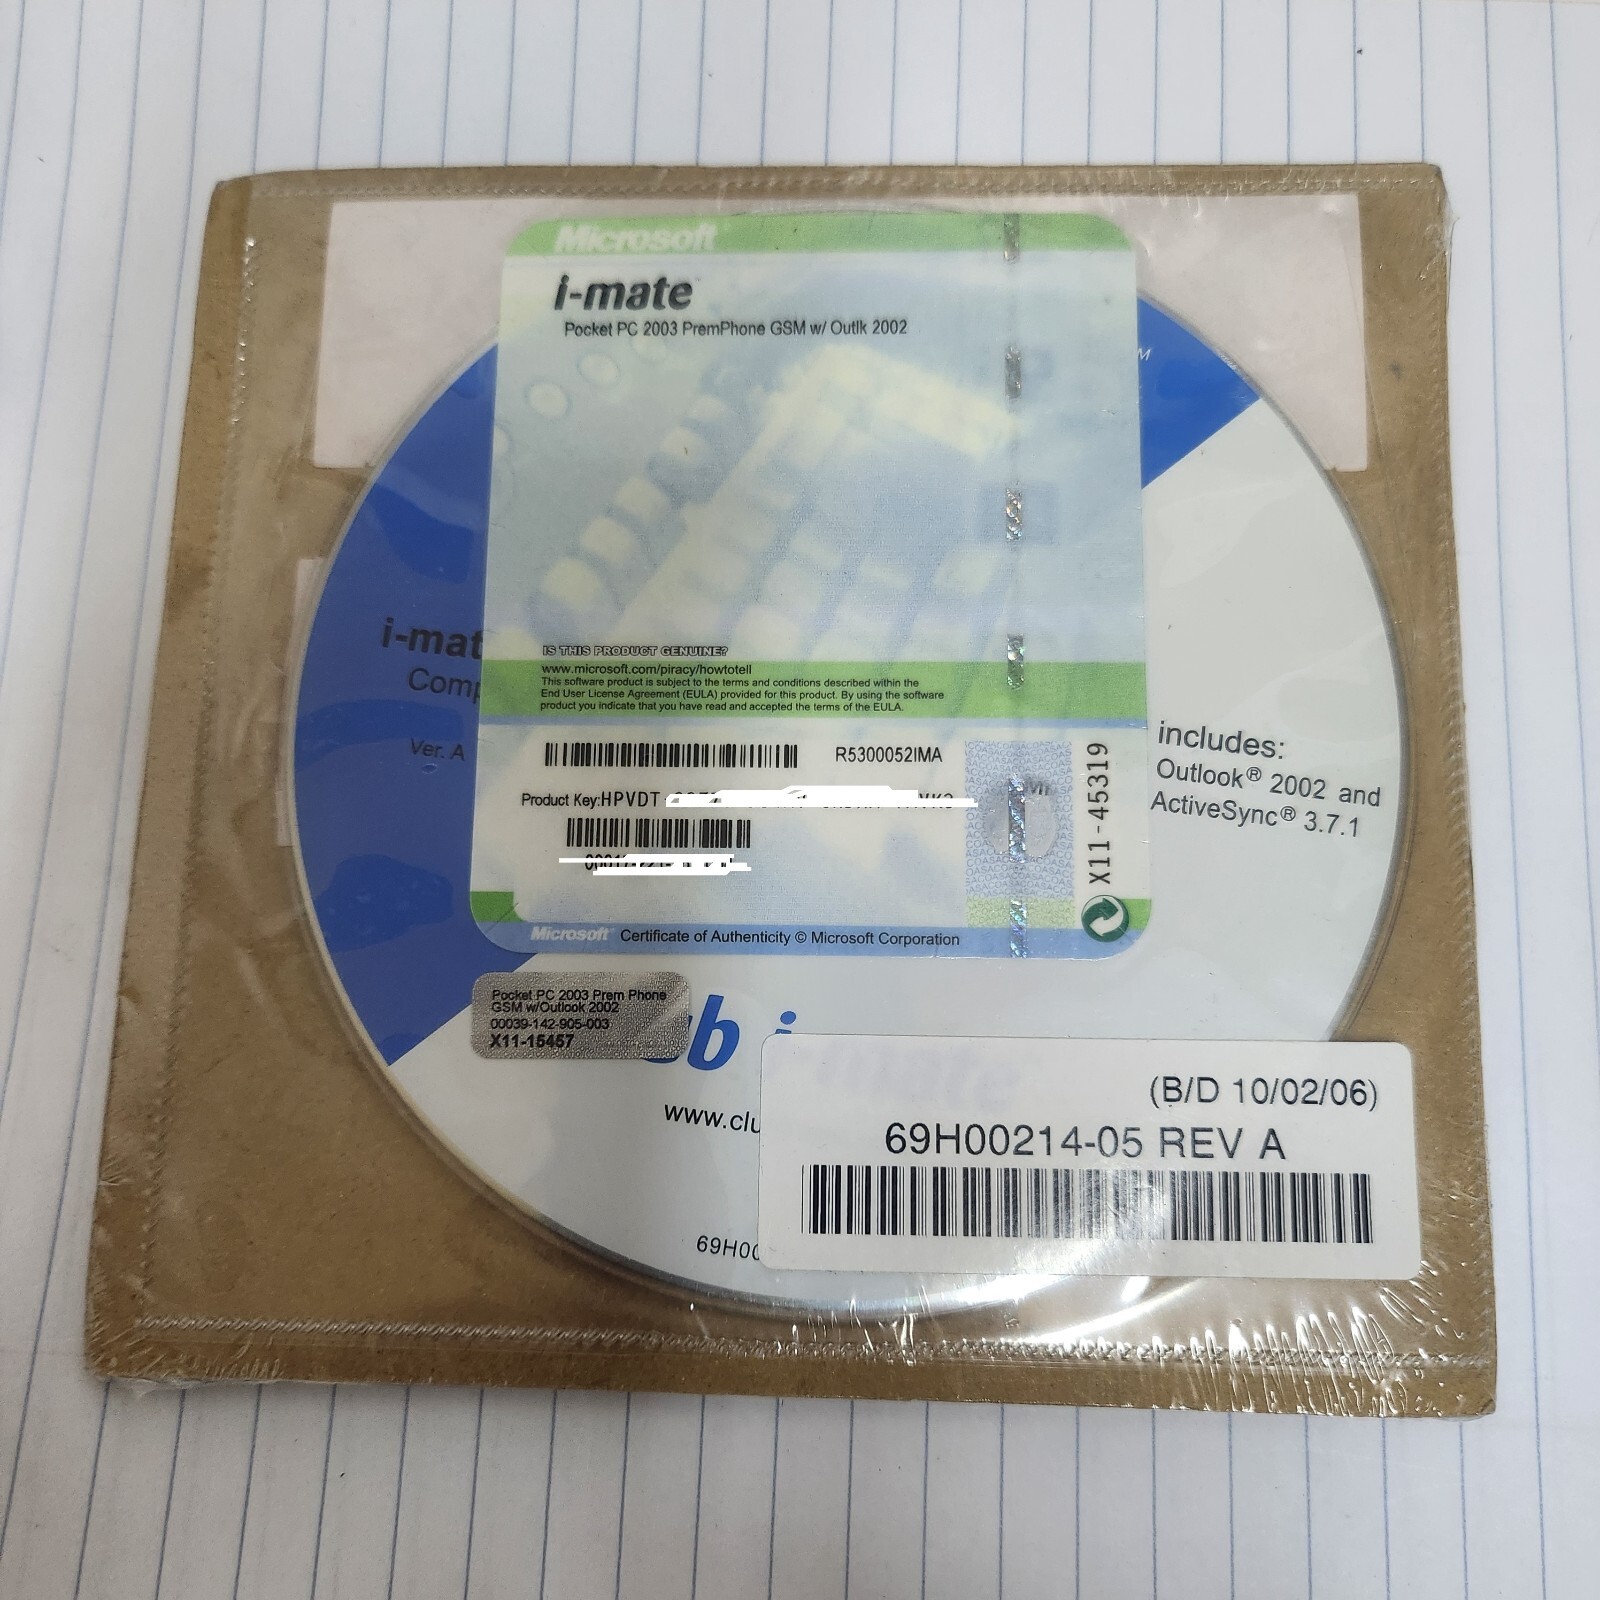 Microsoft
i-mate™
Pocket PC 2003 PremPhone GSM w/ Outlk 2002
IS THIS PRODUCT GENUINE?
www.microsoft.com/piracy/howtotell
This software product is subject to the terms and conditions described within the
End User License Agreement (EULA) provided for this product. By using the software
product you indicate that you have read and accepted the terms of the EULA.
R5300052IMA
Product Key:HPVDT
X11-45319
Microsoft® Certificate of Authenticity © Microsoft Corporation
i-mat
Comp
Ver. A
includes:
Outlook® 2002 and
ActiveSync® 3.7.1
Pocket PC 2003 Prem Phone
GSM w/Outlook 2002
00039-142-905-003
X11-15457
www.clu
69H00
(B/D 10/02/06)
69H00214-05 REV A